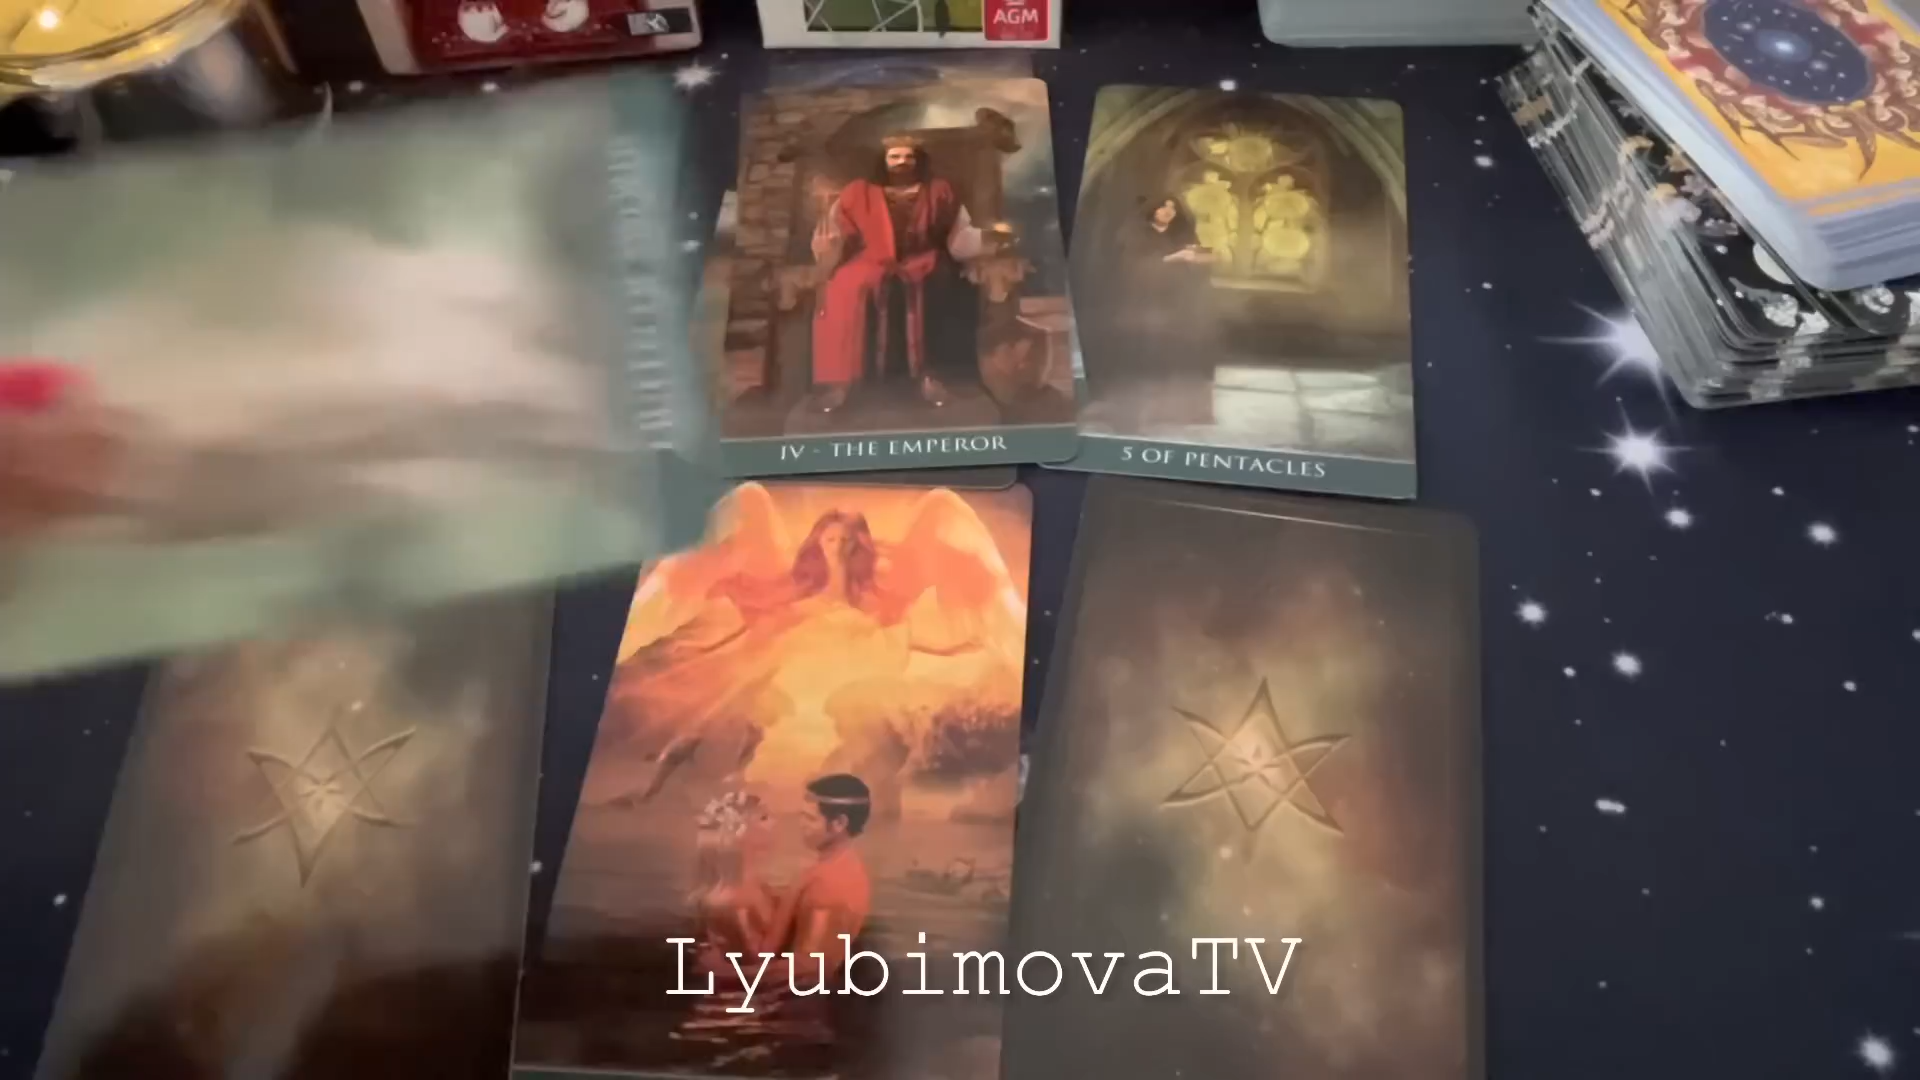 AGM
IV - THE EMPEROR
5 OF PENTACLES
LyubimovaTV